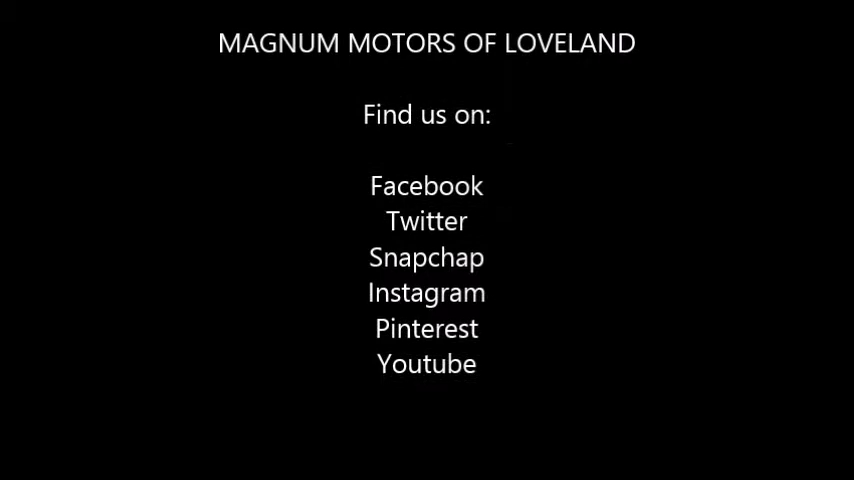 MAGNUM MOTORS OF LOVELAND
Find us on:
Facebook
Twitter
Snapchap
Instagram
Pinterest
Youtube